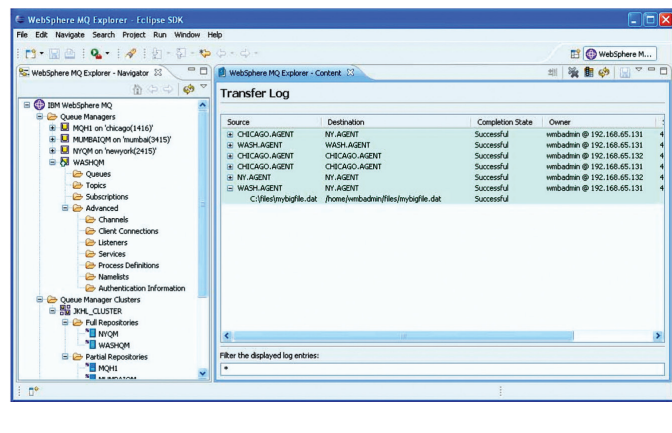 WebSphere MQ Explorer - Eclipse SDK
File Edit Navigate Search Project Run Window Help
WebSphere M...
WebSphere MQ Explorer - Navigator
IBM WebSphere MQ
Queue Managers
MQH1 on 'chicago(1416)'
MUMBAIQM on 'mumbai(3415)'
NYQM on 'newyork(2415)'
WASHQM
Queues
Topics
Subscriptions
Advanced
Channels
Client Connections
Listeners
Services
Process Definitions
Namelists
Authentication Information
Queue Manager Clusters
JKHL_CLUSTER
Full Repositories
NYQM
WASHQM
Partial Repositories
MQH1
MUMBAIQM
WebSphere MQ Explorer - Content
Transfer Log
Source Destination Completion State Owner
CHICAGO.AGENT NY.AGENT Successful wmbadmin @ 192.168.65.131 4
WASH.AGENT WASH.AGENT Successful wmbadmin @ 192.168.65.131 4
CHICAGO.AGENT CHICAGO.AGENT Successful wmbadmin @ 192.168.65.132 4
CHICAGO.AGENT CHICAGO.AGENT Successful wmbadmin @ 192.168.65.132 4
NY.AGENT NY.AGENT Successful wmbadmin @ 192.168.65.132 4
WASH.AGENT NY.AGENT Successful wmbadmin @ 192.168.65.131 4
C:\files\mybigfile.dat /home/wmbadmin/files/mybigfile.dat Successful
Filter the displayed log entries:
*